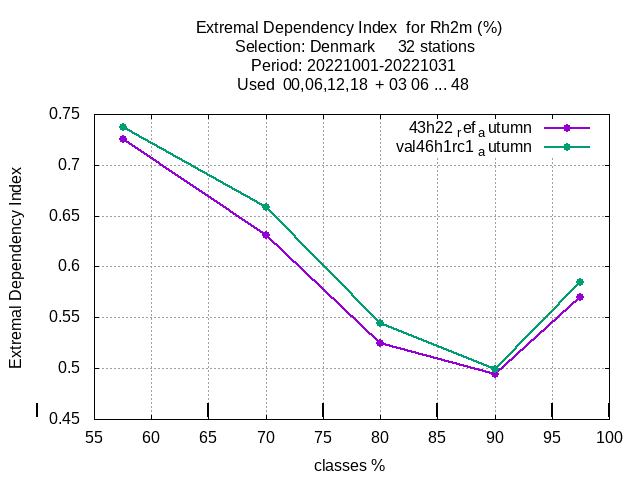 Extremal Dependency Index  for Rh2m (%)
Selection: Denmark     32 stations
Period: 20221001-20221031
Used  00,06,12,18  + 03 06 ... 48
43h22 refautumn
val46h1rc1 autumn
Extremal Dependency Index
0.75
0.7
0.65
0.6
0.55
0.5
0.45
55 60 65 70 75 80 85 90 95 100
classes %